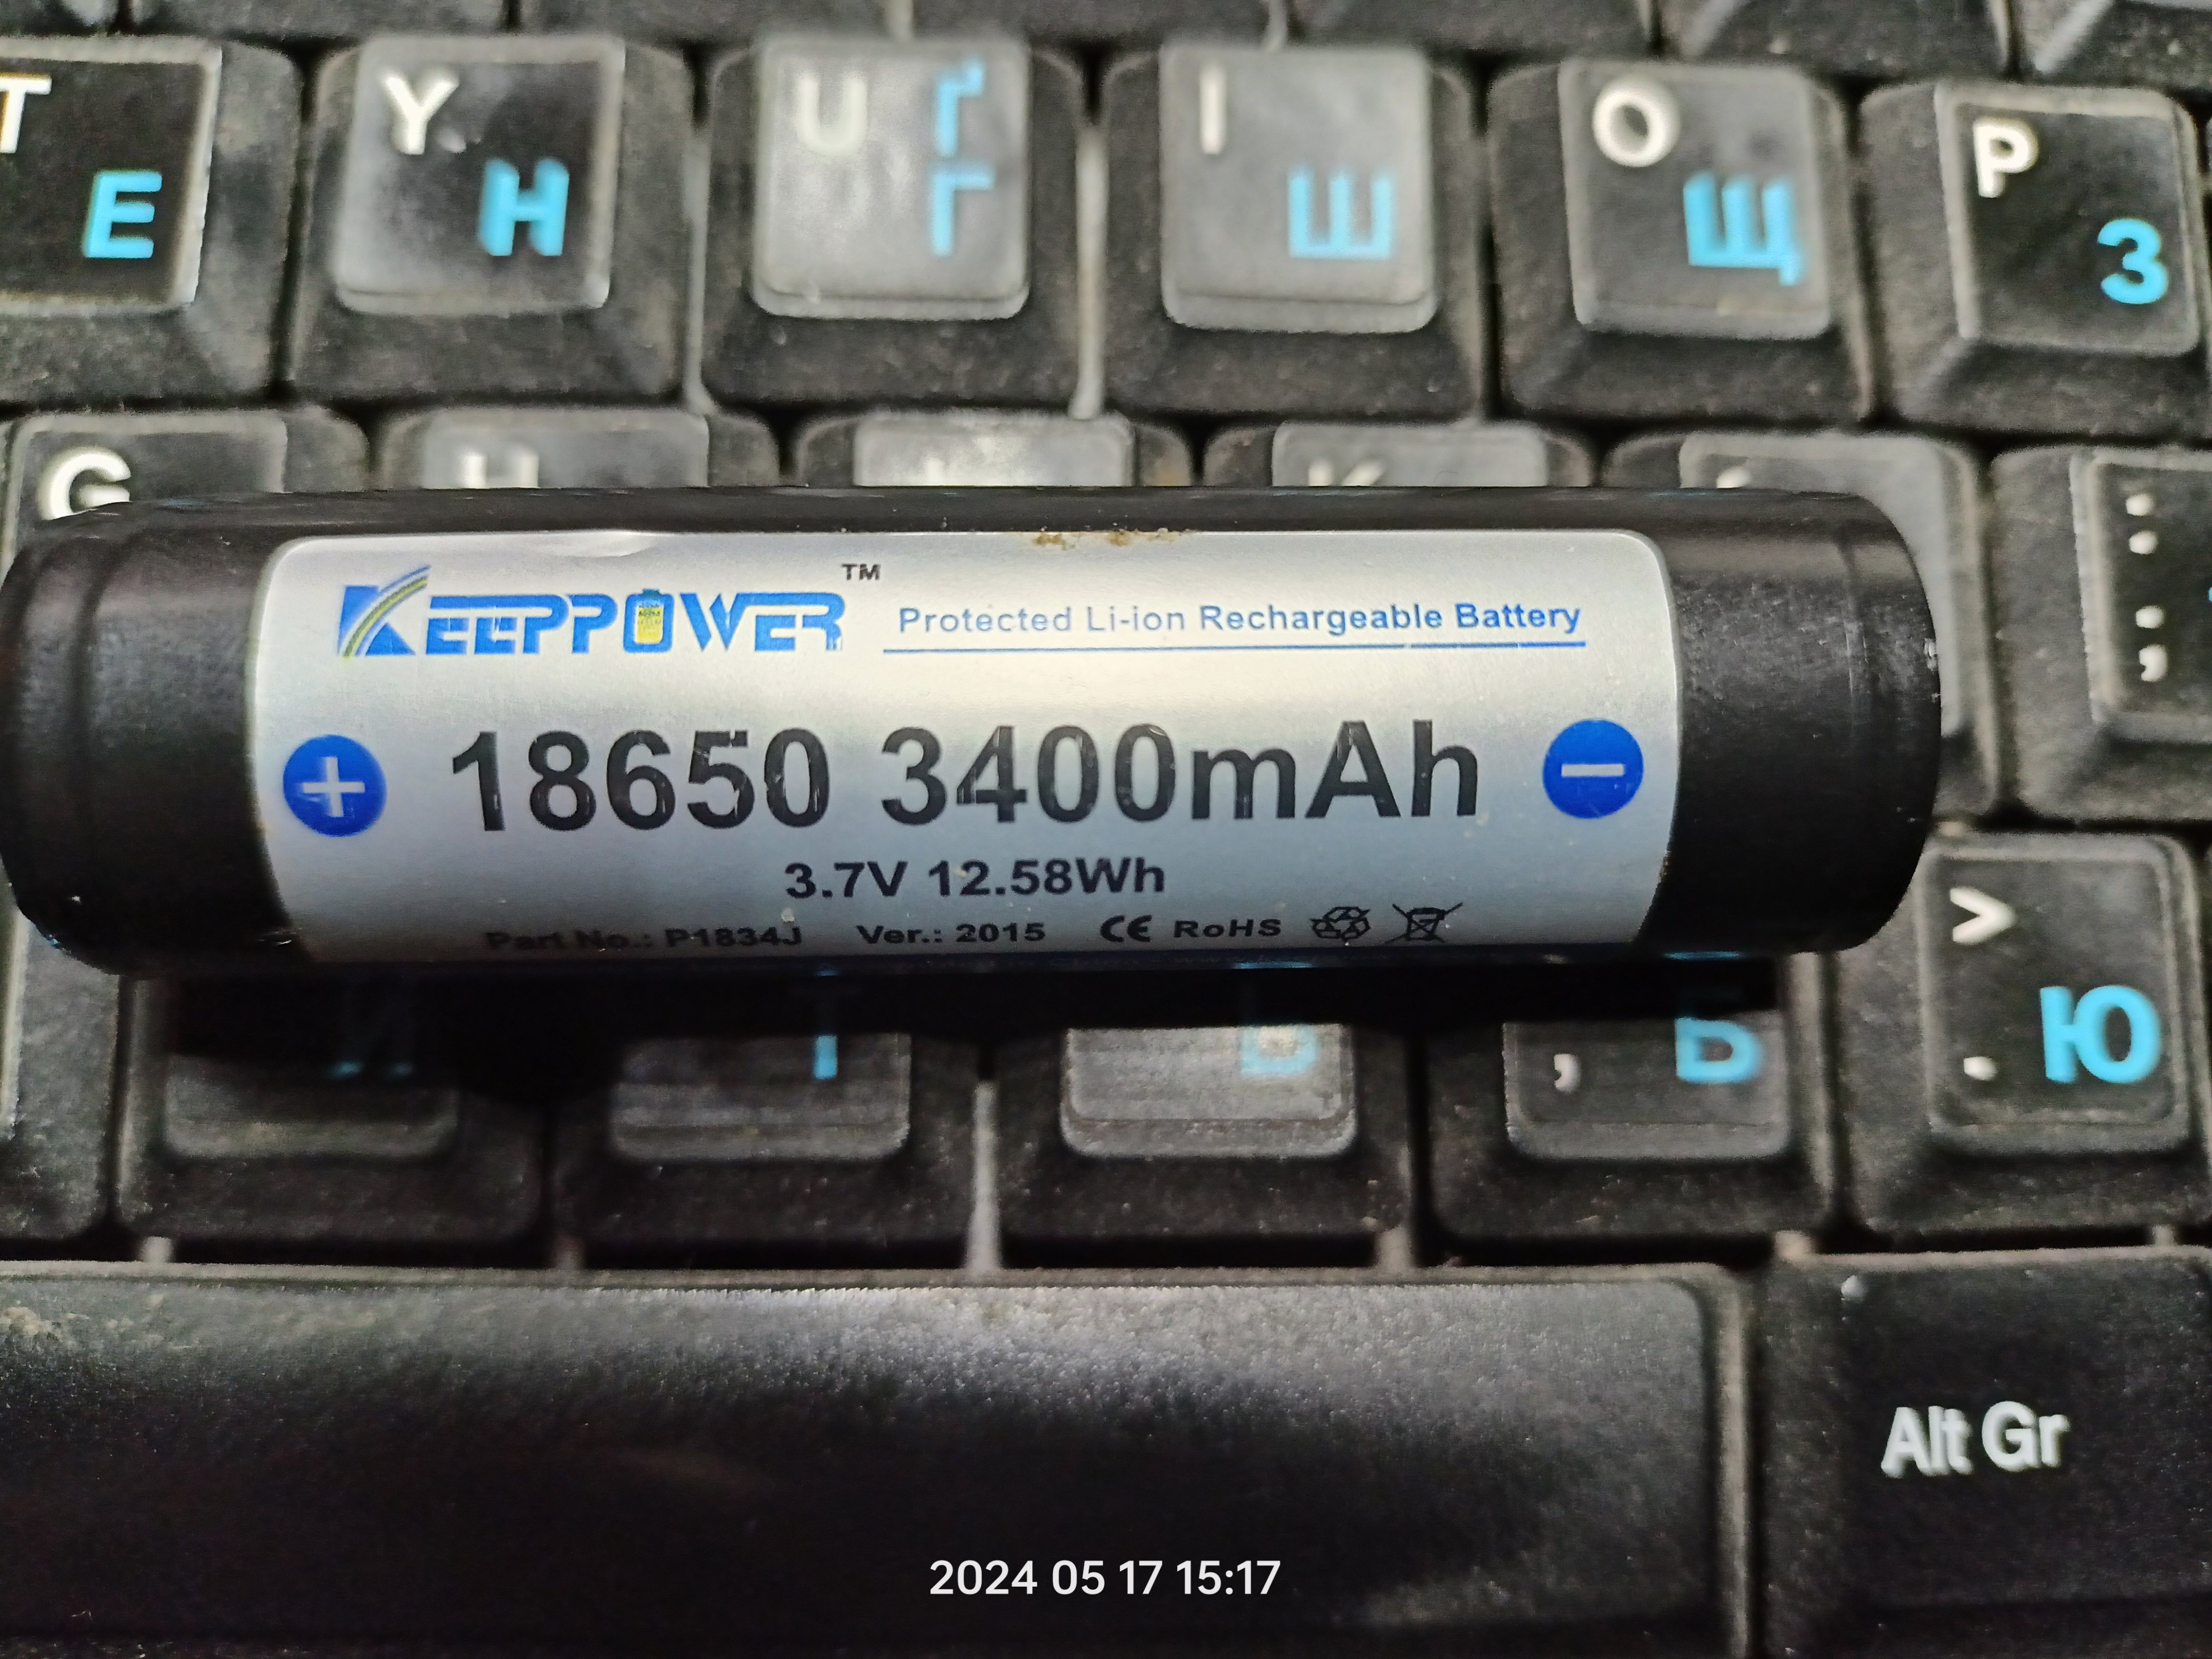 T Y U Ґ I O P
Е Н Г Ш Щ З
G H K :
;
KEEPPOWER™ Protected Li-ion Rechargeable Battery
+ 18650 3400mAh −
3.7V 12.58Wh
Part No.: P1834J Ver.: 2015 CE RoHS
>
И Т Ь , Б . Ю
Alt Gr
2024 05 17 15:17